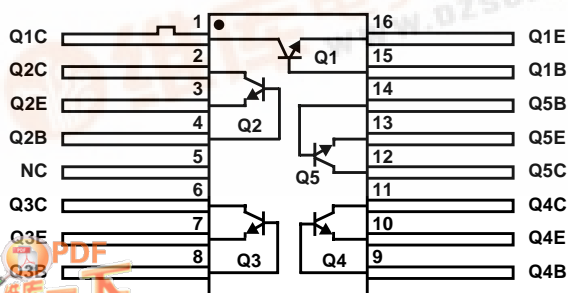 1 16
Q1C Q1E
Q1
2 15
Q2C Q1B
3 14
Q2E Q5B
Q2
4 13
Q2B Q5E
5 12
NC Q5C
Q5
6 11
Q3C Q4C
7 10
Q3E Q4E
PDF
8 9
Q3 Q4
Q3B Q4B